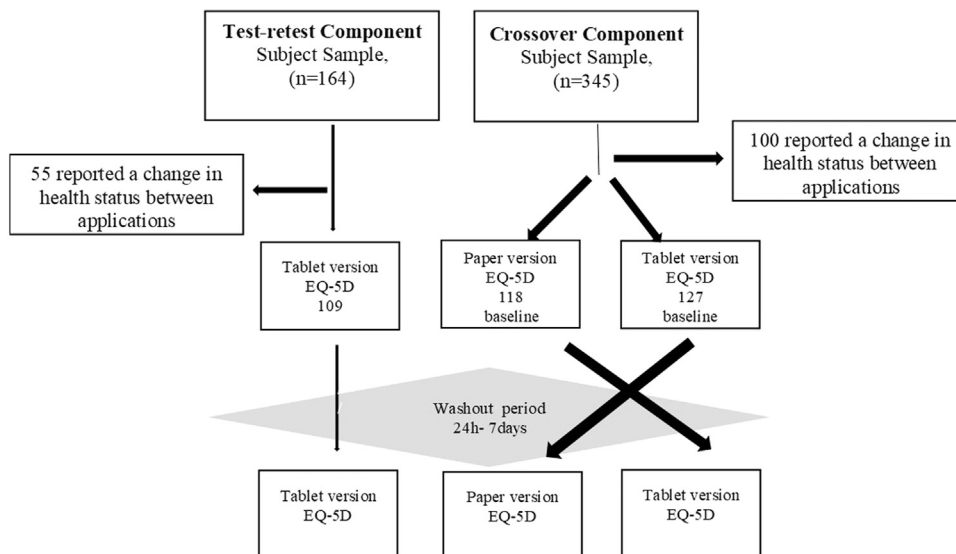 Test-retest Component
Subject Sample,
(n=164)
Crossover Component
Subject Sample,
(n=345)
55 reported a change in
health status between
applications
100 reported a change in
health status between
applications
Tablet version
EQ-5D
109
Paper version
EQ-5D
118
baseline
Tablet version
EQ-5D
127
baseline
Washout period
24h- 7days
Tablet version
EQ-5D
Paper version
EQ-5D
Tablet version
EQ-5D